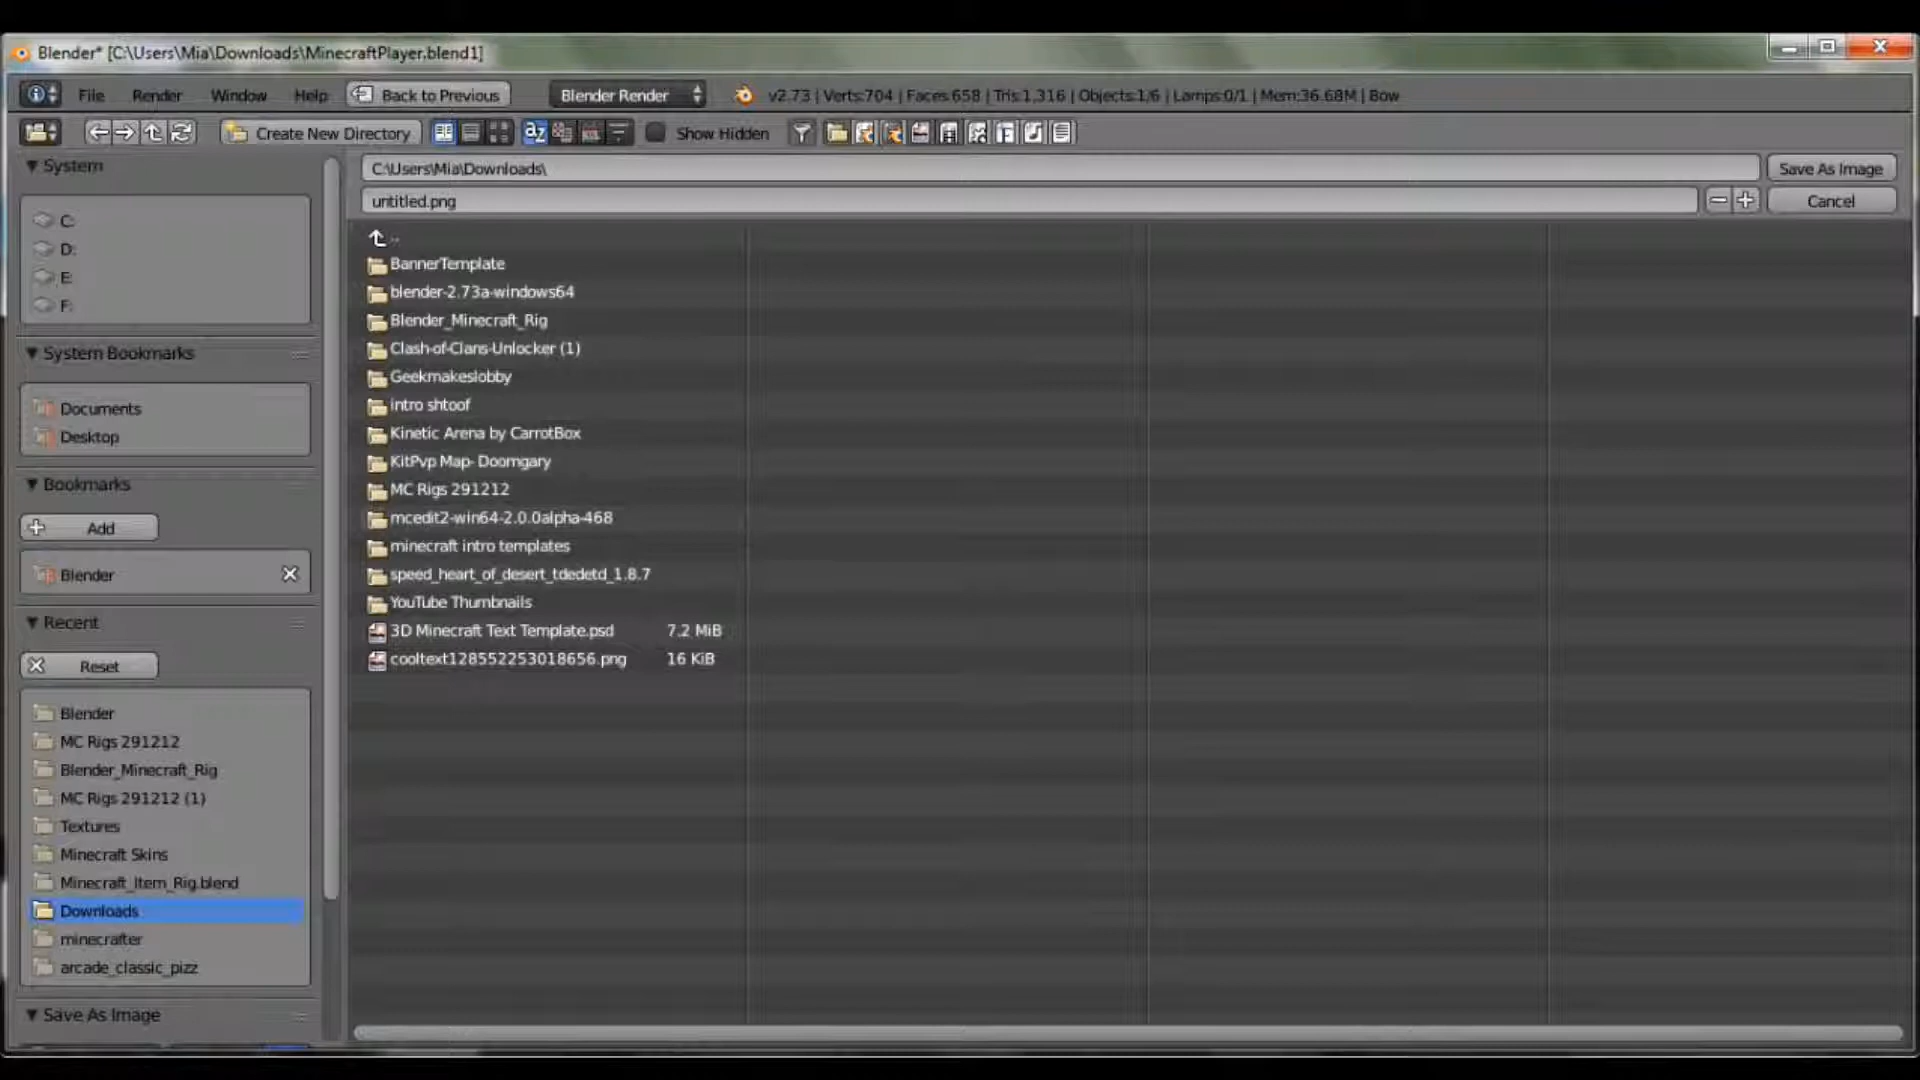 Blender* [C:\Users\Mia\Downloads\MinecraftPlayer.blend1]
File Render Window Help Back to Previous Blender Render v2.73 | Verts:704 | Faces:658 | Tris:1,316 | Objects:1/6 | Lamps:0/1 | Mem:36.68M | Bow
Create New Directory Show Hidden
System
C:
D:
E:
F:
System Bookmarks
Documents
Desktop
Bookmarks
Add
Blender
Recent
Reset
Blender
MC Rigs 291212
Blender_Minecraft_Rig
MC Rigs 291212 (1)
Textures
Minecraft Skins
Minecraft_Item_Rig.blend
Downloads
minecrafter
arcade_classic_pizz
Save As Image
C:\Users\Mia\Downloads\ Save As Image
untitled.png Cancel
..
BannerTemplate
blender-2.73a-windows64
Blender_Minecraft_Rig
Clash-of-Clans-Unlocker (1)
Geekmakeslobby
intro shtoof
Kinetic Arena by CarrotBox
KitPvp Map- Doomgary
MC Rigs 291212
mcedit2-win64-2.0.0alpha-468
minecraft intro templates
speed_heart_of_desert_tdedetd_1.8.7
YouTube Thumbnails
3D Minecraft Text Template.psd 7.2 MiB
cooltext128552253018656.png 16 KiB